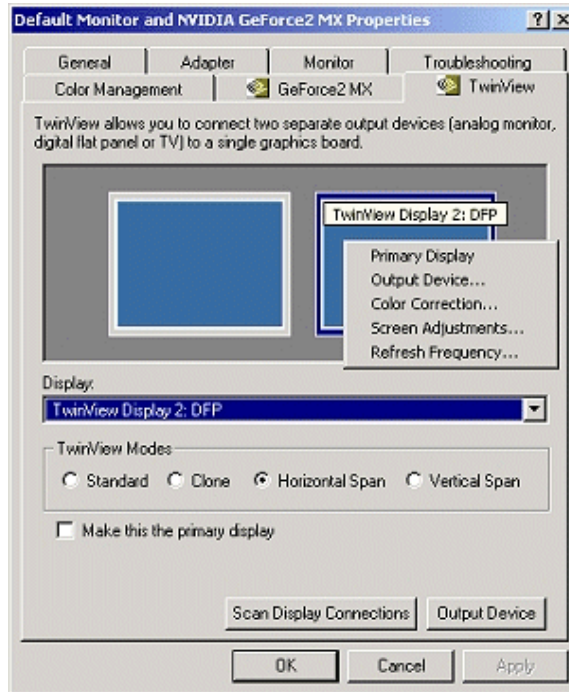 Default Monitor and NVIDIA GeForce2 MX Properties
General Adapter Monitor Troubleshooting
Color Management GeForce2 MX TwinView
TwinView allows you to connect two separate output devices (analog monitor,
digital flat panel or TV) to a single graphics board.
TwinView Display 2: DFP
Primary Display
Output Device...
Color Correction...
Screen Adjustments...
Refresh Frequency...
Display:
TwinView Display 2: DFP
TwinView Modes
Standard Clone Horizontal Span Vertical Span
Make this the primary display
Scan Display Connections Output Device
OK Cancel Apply